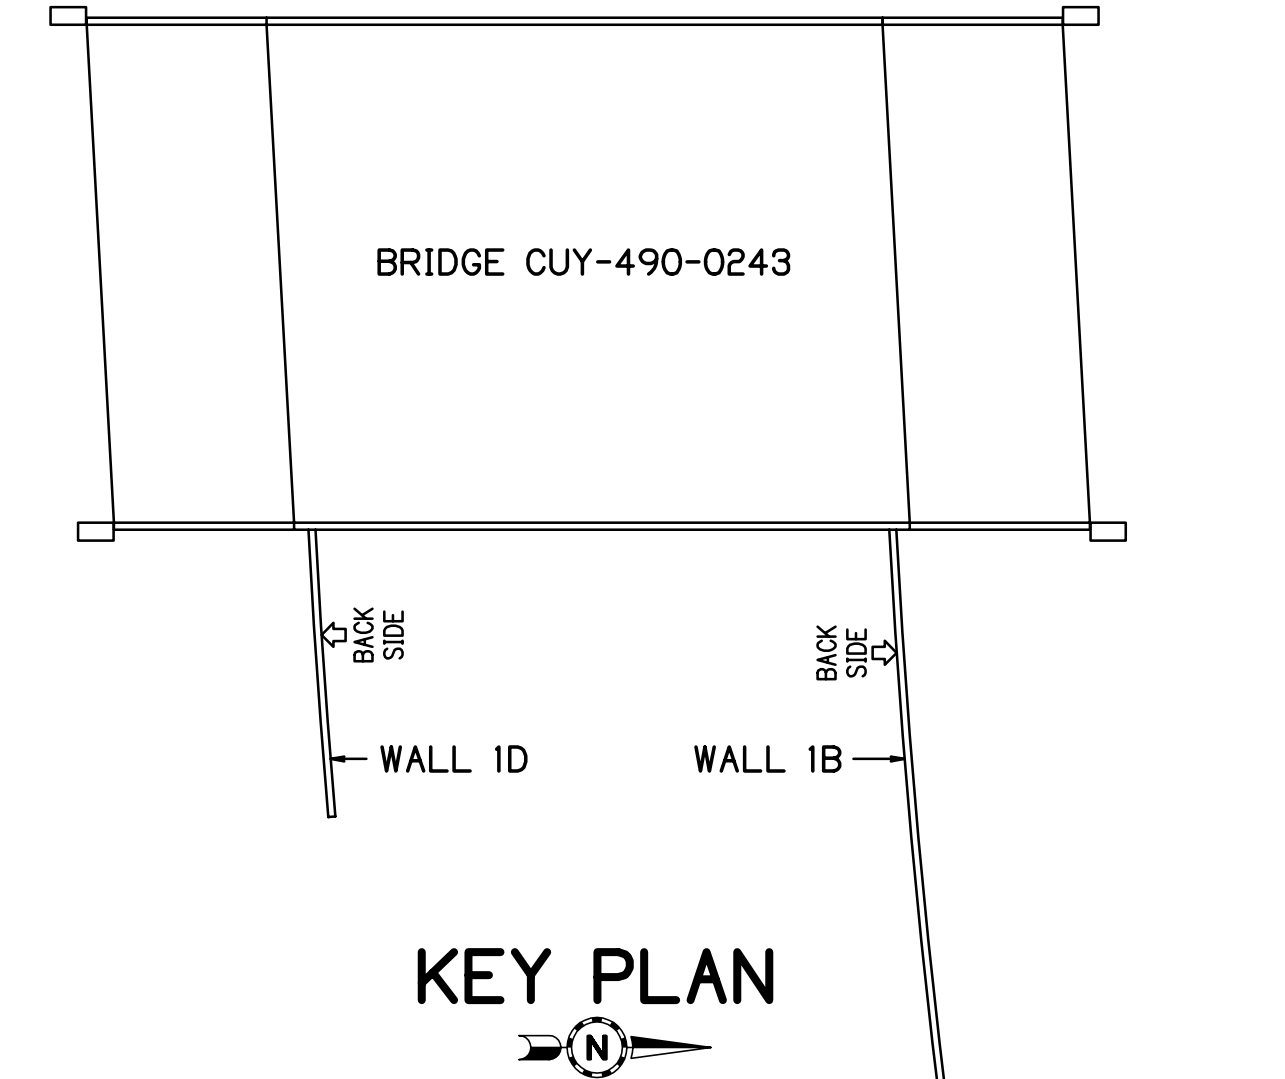 BRIDGE CUY-490-0243
BACK
SIDE
BACK
SIDE
WALL 1D
WALL 1B
KEY PLAN
N